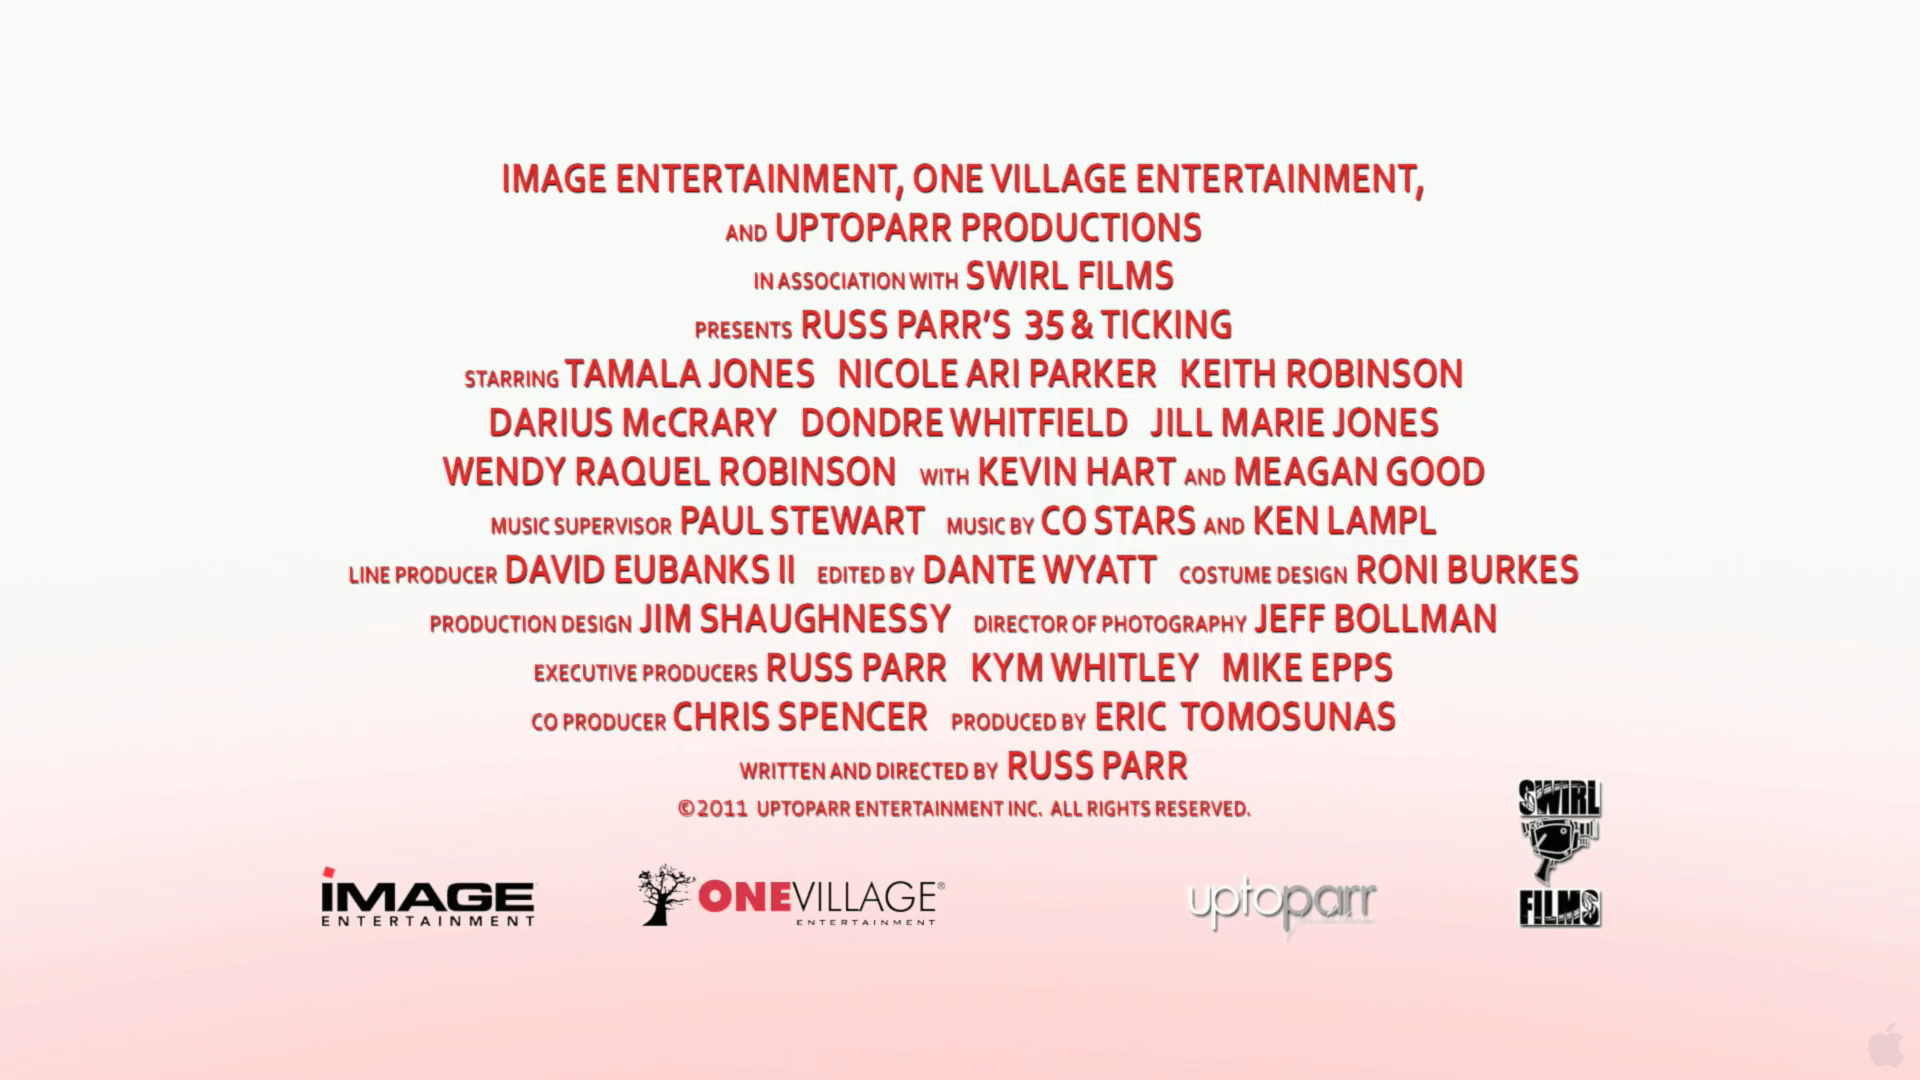 IMAGE ENTERTAINMENT, ONE VILLAGE ENTERTAINMENT,
AND UPTOPARR PRODUCTIONS
IN ASSOCIATION WITH SWIRL FILMS
PRESENTS RUSS PARR'S 35 & TICKING
STARRING TAMALA JONES NICOLE ARI PARKER KEITH ROBINSON
DARIUS McCRARY DONDRE WHITFIELD JILL MARIE JONES
WENDY RAQUEL ROBINSON WITH KEVIN HART AND MEAGAN GOOD
MUSIC SUPERVISOR PAUL STEWART MUSIC BY CO STARS AND KEN LAMPL
LINE PRODUCER DAVID EUBANKS II EDITED BY DANTE WYATT COSTUME DESIGN RONI BURKES
PRODUCTION DESIGN JIM SHAUGHNESSY DIRECTOR OF PHOTOGRAPHY JEFF BOLLMAN
EXECUTIVE PRODUCERS RUSS PARR KYM WHITLEY MIKE EPPS
CO PRODUCER CHRIS SPENCER PRODUCED BY ERIC TOMOSUNAS
WRITTEN AND DIRECTED BY RUSS PARR
©2011 UPTOPARR ENTERTAINMENT INC. ALL RIGHTS RESERVED.
iMAGE
ENTERTAINMENT
ONEVILLAGE®
ENTERTAINMENT
uptoparr
SWIRL
FILMS